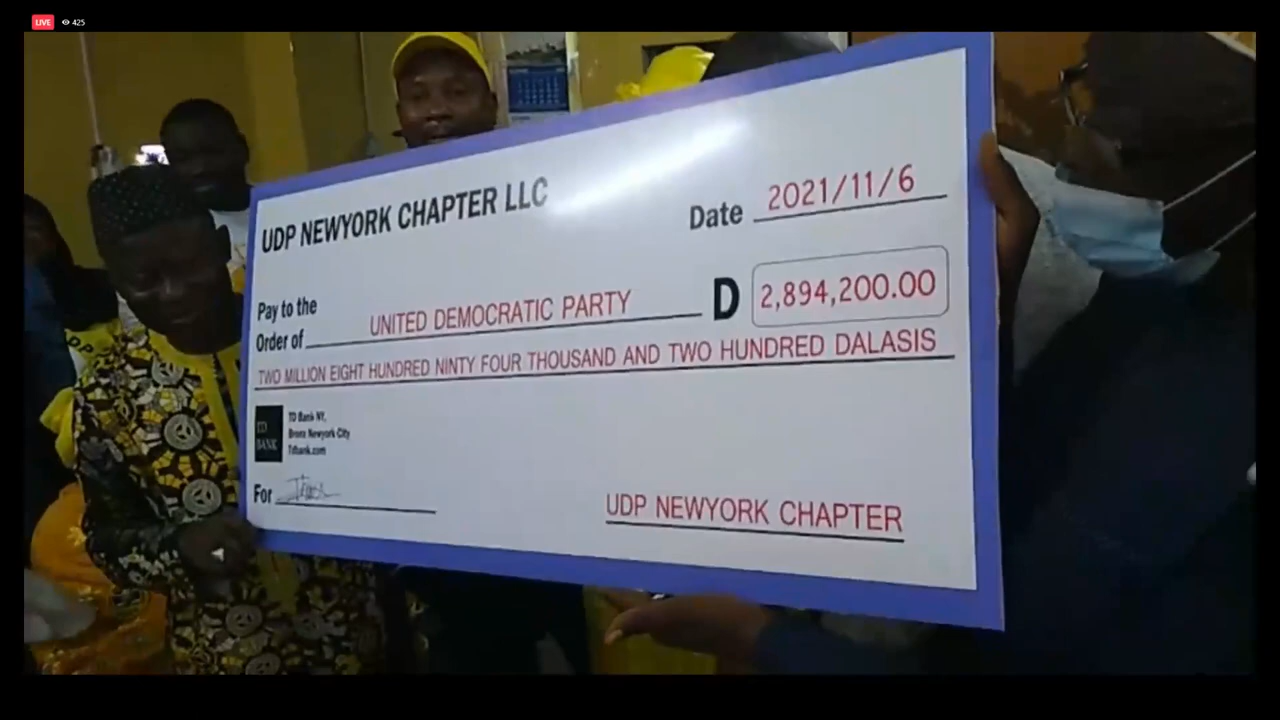 LIVE 425
UDP NEWYORK CHAPTER LLC
Date 2021/11/6
Pay to the
Order of UNITED DEMOCRATIC PARTY D 2,894,200.00
TWO MILLION EIGHT HUNDRED NINTY FOUR THOUSAND AND TWO HUNDRED DALASIS
TD
BANK
TD Bank NY,
Bronx Newyork City
Tdbank.com
For
UDP NEWYORK CHAPTER